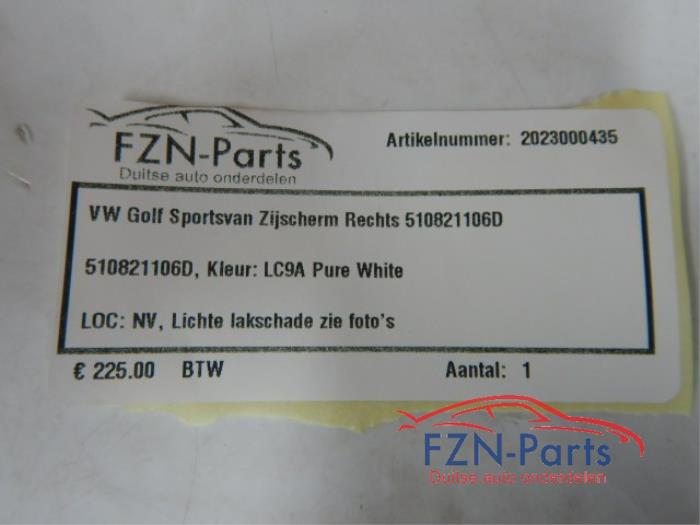 FZN-Parts
Duitse auto onderdelen
Artikelnummer: 2023000435
VW Golf Sportsvan Zijscherm Rechts 510821106D
510821106D, Kleur: LC9A Pure White
LOC: NV, Lichte lakschade zie foto's
€ 225.00 BTW Aantal: 1
FZN-Parts
Duitse auto onderdelen